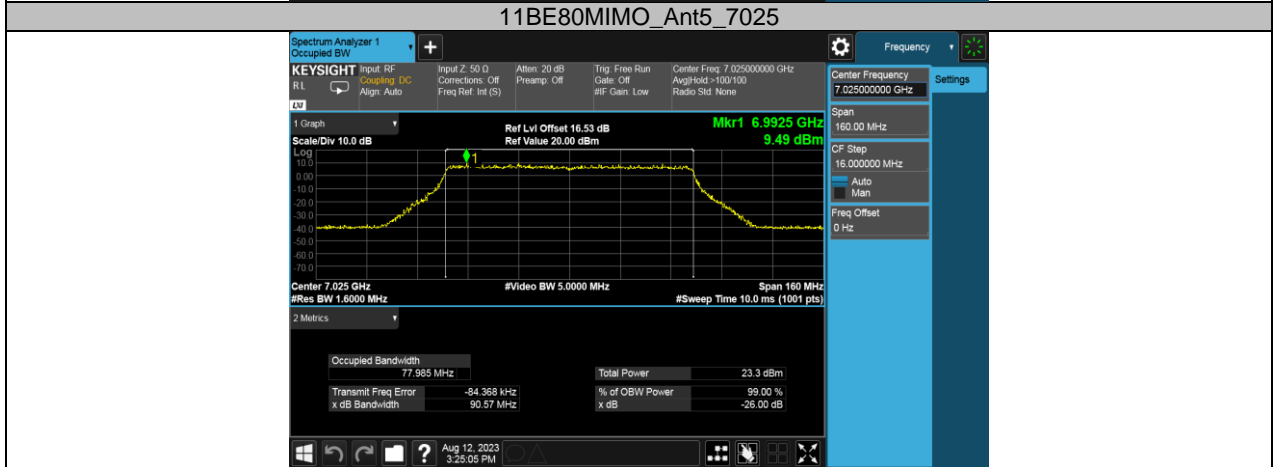 11BE80MIMO_Ant5_7025
Spectrum Analyzer 1
Occupied BW
+
Frequency
KEYSIGHT Input: RF Input Z: 50 Ω Atten: 20 dB Trig: Free Run Center Freq: 7.025000000 GHz
RL Coupling: DC Corrections: Off Preamp: Off Gate: Off Avg|Hold:>100/100
Align: Auto Freq Ref: Int (S) #IF Gain: Low Radio Std: None
LXI
Center Frequency
7.025000000 GHz
Settings
Span
160.00 MHz
CF Step
16.000000 MHz
Auto
Man
Freq Offset
0 Hz
1 Graph Ref Lvl Offset 16.53 dB Mkr1 6.9925 GHz
Scale/Div 10.0 dB Ref Value 20.00 dBm 9.49 dBm
Log
10.0
0.00
-10.0
-20.0
-30.0
-40.0
-50.0
-60.0
-70.0
1
Center 7.025 GHz #Video BW 5.0000 MHz Span 160 MHz
#Res BW 1.6000 MHz #Sweep Time 10.0 ms (1001 pts)
2 Metrics
Occupied Bandwidth
77.985 MHz Total Power 23.3 dBm
Transmit Freq Error -84.368 kHz % of OBW Power 99.00 %
x dB Bandwidth 90.57 MHz x dB -26.00 dB
? Aug 12, 2023
3:25:05 PM